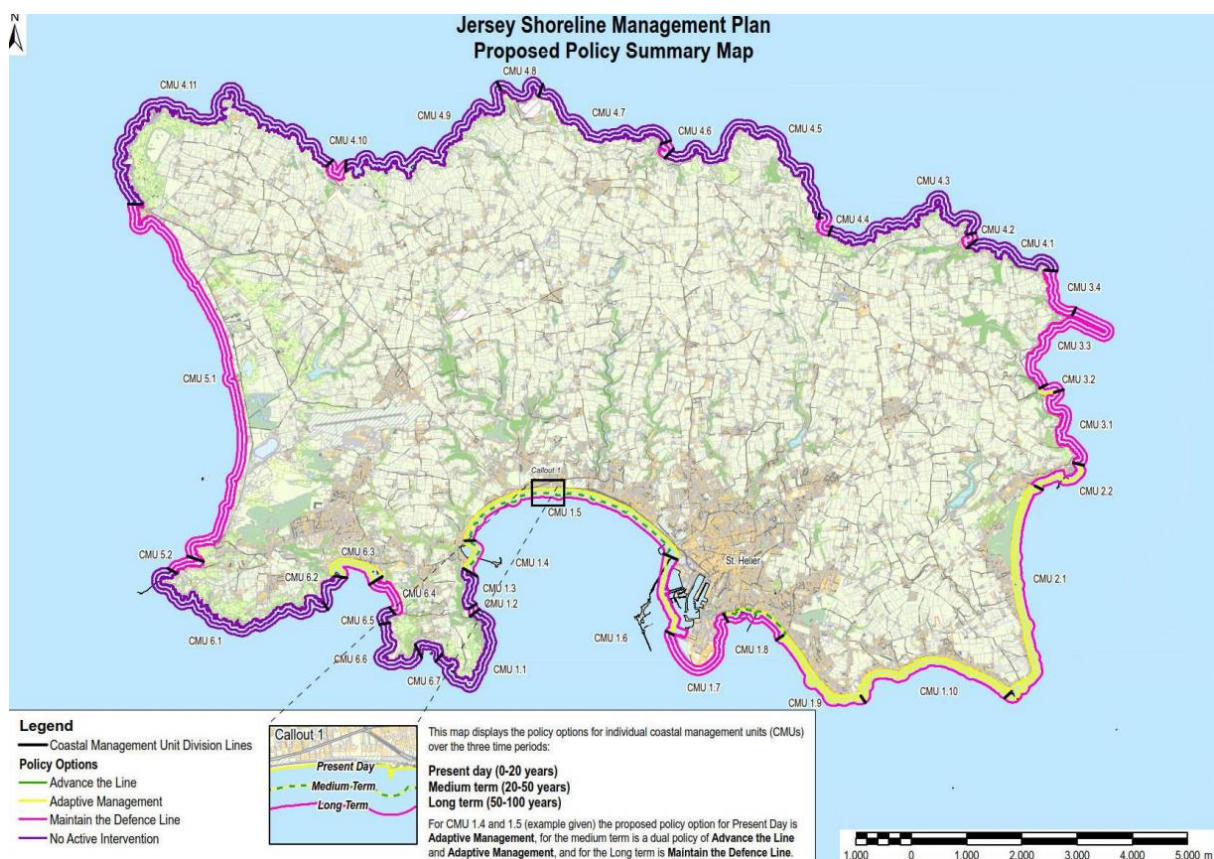 N
Jersey Shoreline Management Plan
Proposed Policy Summary Map
CMU 4.11
CMU 4.10
CMU 4.9
CMU 4.8
CMU 4.7
CMU 4.6
CMU 4.5
CMU 4.4
CMU 4.3
CMU 4.2
CMU 4.1
CMU 3.4
CMU 3.3
CMU 3.2
CMU 3.1
CMU 2.2
CMU 2.1
CMU 5.1
CMU 5.2
Callout 1
CMU 1.5
St. Helier
CMU 1.4
CMU 1.3
CMU 1.2
CMU 1.1
CMU 6.3
CMU 6.2
CMU 6.4
CMU 6.1
CMU 6.5
CMU 6.6
CMU 6.7
CMU 1.6
CMU 1.7
CMU 1.8
CMU 1.9
CMU 1.10
Legend
Coastal Management Unit Division Lines
Policy Options
Advance the Line
Adaptive Management
Maintain the Defence Line
No Active Intervention
Callout 1
Present Day
Medium-Term
Long-Term
This map displays the policy options for individual coastal management units (CMUs)
over the three time periods:
Present day (0-20 years)
Medium term (20-50 years)
Long term (50-100 years)
For CMU 1.4 and 1.5 (example given) the proposed policy option for Present Day is
Adaptive Management, for the medium term is a dual policy of Advance the Line
and Adaptive Management, and for the Long term is Maintain the Defence Line.
1,000 0 1,000 2,000 3,000 4,000 5,000 m